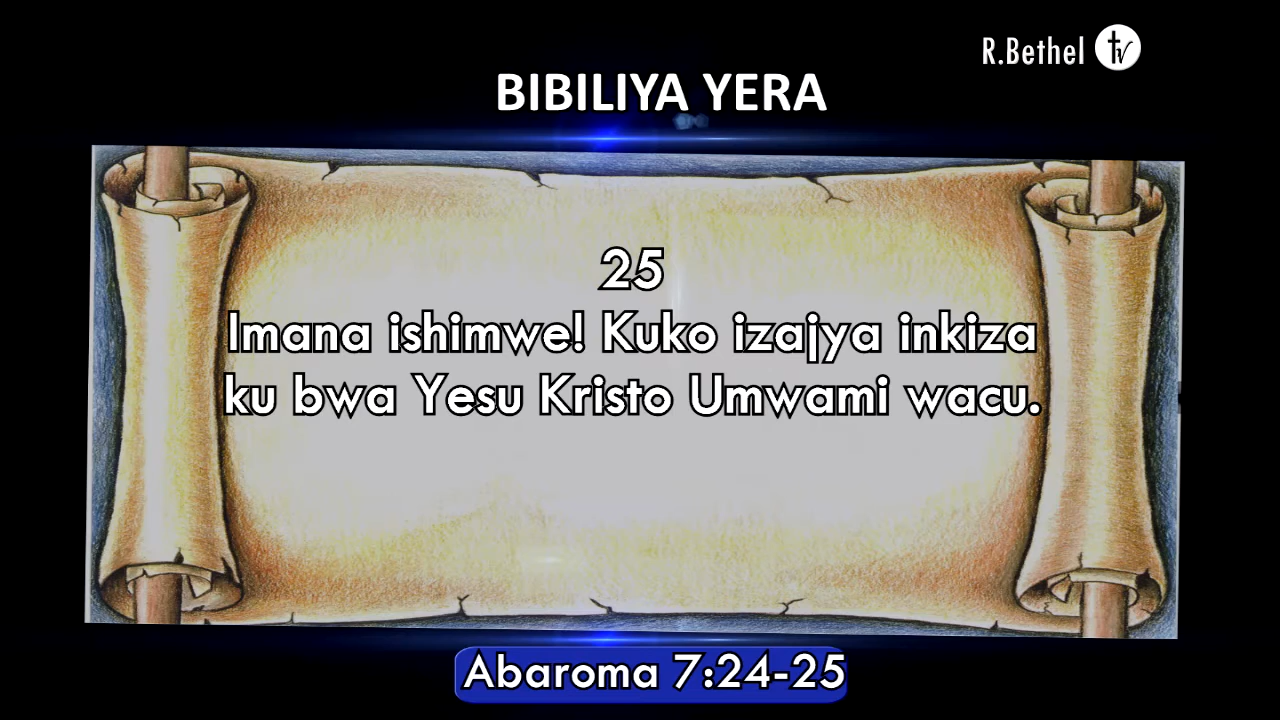 R.Bethel tv
BIBILIYA YERA
25
Imana ishimwe! Kuko izajya inkiza
ku bwa Yesu Kristo Umwami wacu.
Abaroma 7:24-25